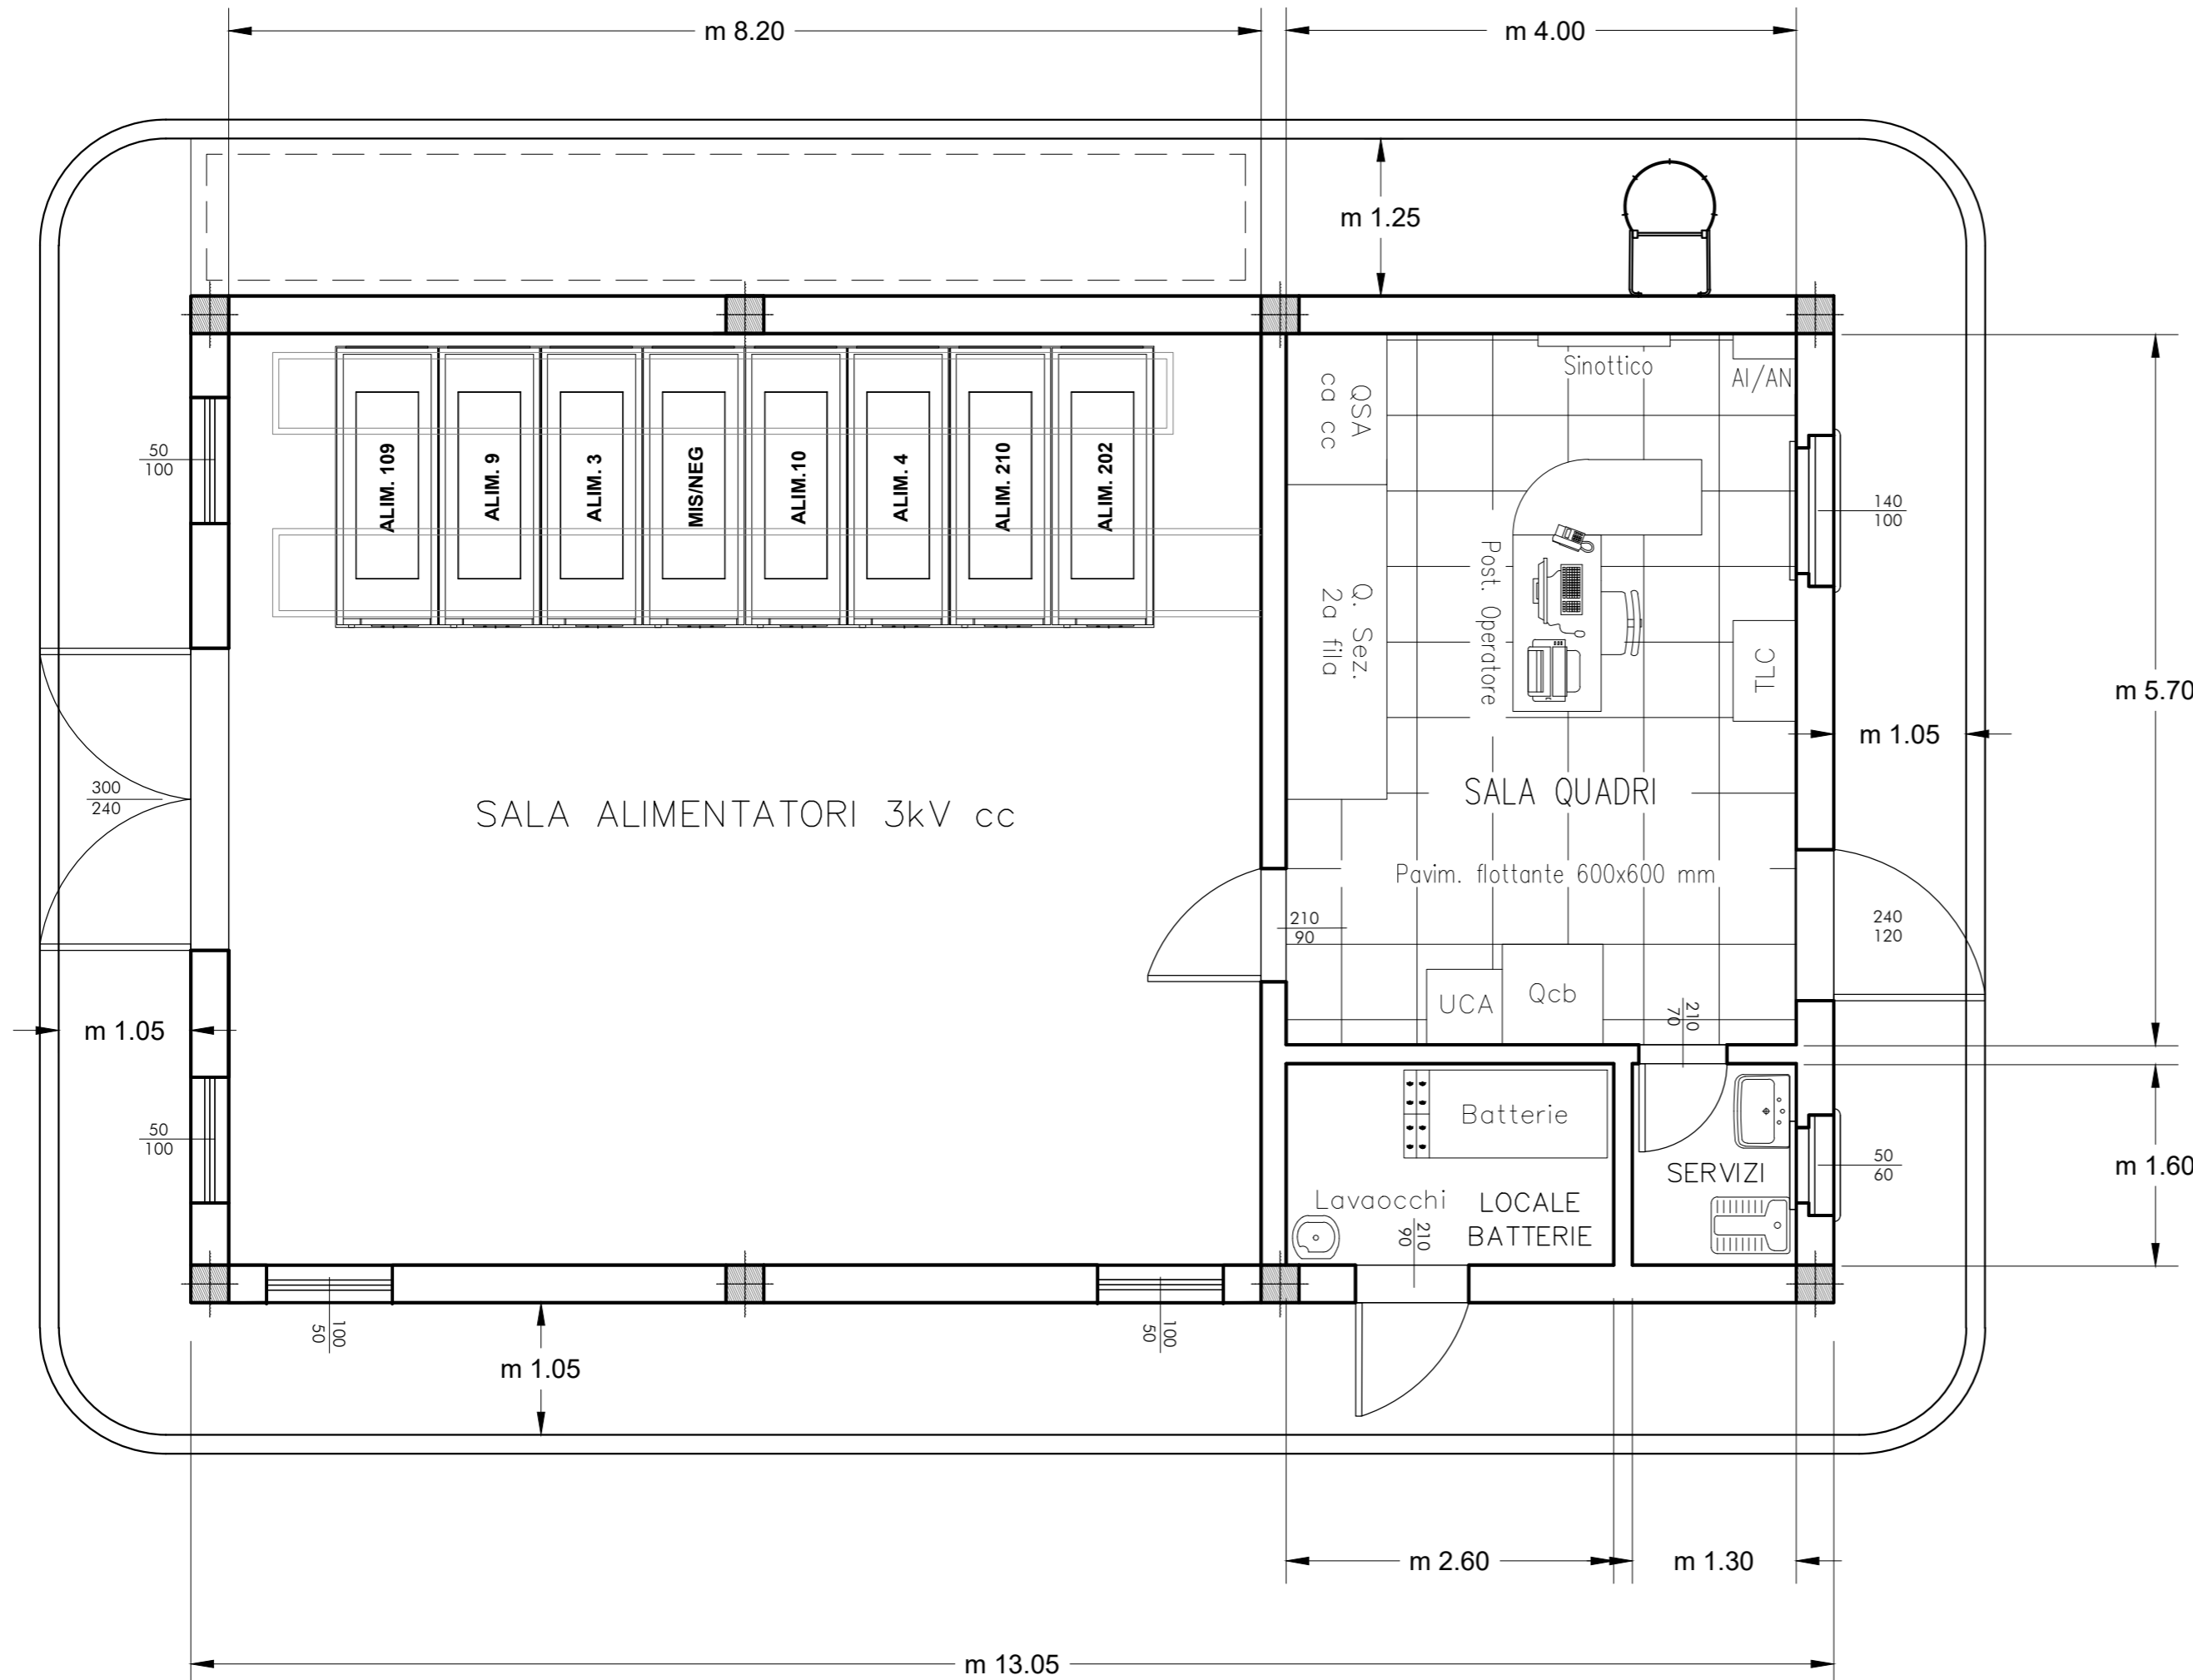 m 8.20
m 4.00
m 1.25
Sinottico
AI/AN
QSA
ca cc
50
100
ALIM. 109
ALIM. 9
ALIM. 3
MIS/NEG
ALIM.10
ALIM. 4
ALIM. 210
ALIM. 202
140
100
Post. Operatore
Q. Sez.
2a fila
TLC
m 5.70
m 1.05
300
240
SALA ALIMENTATORI 3kV cc
SALA QUADRI
Pavim. flottante 600x600 mm
210
90
240
120
UCA
Qcb
210
70
m 1.05
50
100
Batterie
SERVIZI
50
60
m 1.60
Lavaocchi
LOCALE
BATTERIE
210
90
100
50
100
50
m 1.05
m 2.60
m 1.30
m 13.05